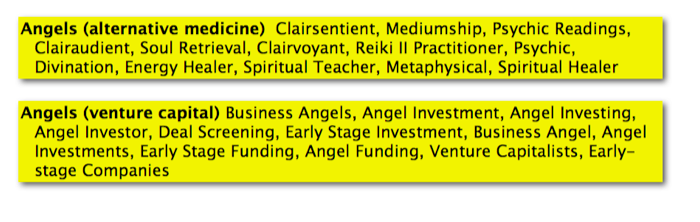 Angels (alternative medicine) Clairsentient, Mediumship, Psychic Readings,
Clairaudient, Soul Retrieval, Clairvoyant, Reiki II Practitioner, Psychic,
Divination, Energy Healer, Spiritual Teacher, Metaphysical, Spiritual Healer
Angels (venture capital) Business Angels, Angel Investment, Angel Investing,
Angel Investor, Deal Screening, Early Stage Investment, Business Angel, Angel
Investments, Early Stage Funding, Angel Funding, Venture Capitalists, Early-
stage Companies